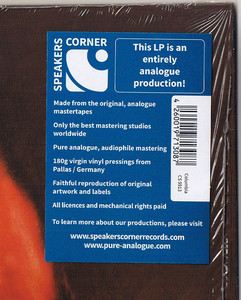 SPEAKERS CORNER
This LP is an
entirely
analogue
production!
Made from the original, analogue
mastertapes
Only the best mastering studios
worldwide
Pure analogue, audiophile mastering
180g virgin vinyl pressings from
Pallas / Germany
Faithful reproduction of original
artwork and labels
All licences and mechanical rights paid
To learn more about our productions, please visit
www.speakerscornerrecords.com
www.pure-analogue.com
4260019713087
Columbia